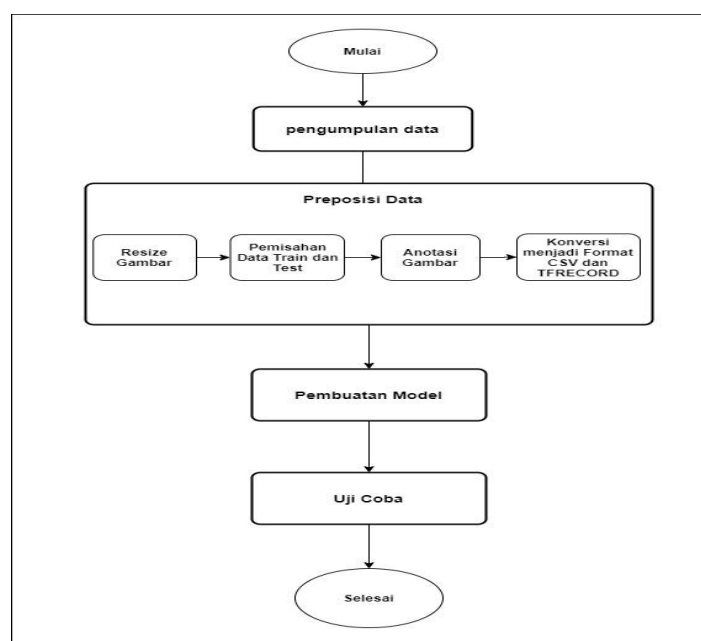 Mulai
pengumpulan data
Preposisi Data
Resize
Gambar
Pemisahan
Data Train dan
Test
Anotasi
Gambar
Konversi
menjadi Format
CSV dan
TFRECORD
Pembuatan Model
Uji Coba
Selesai